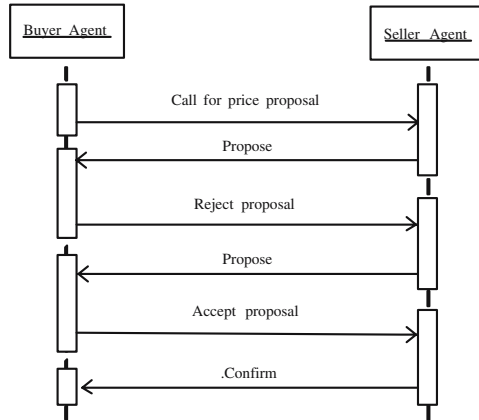 Buyer Agent
Seller Agent
Call for price proposal
Propose
Reject proposal
Propose
Accept proposal
.Confirm